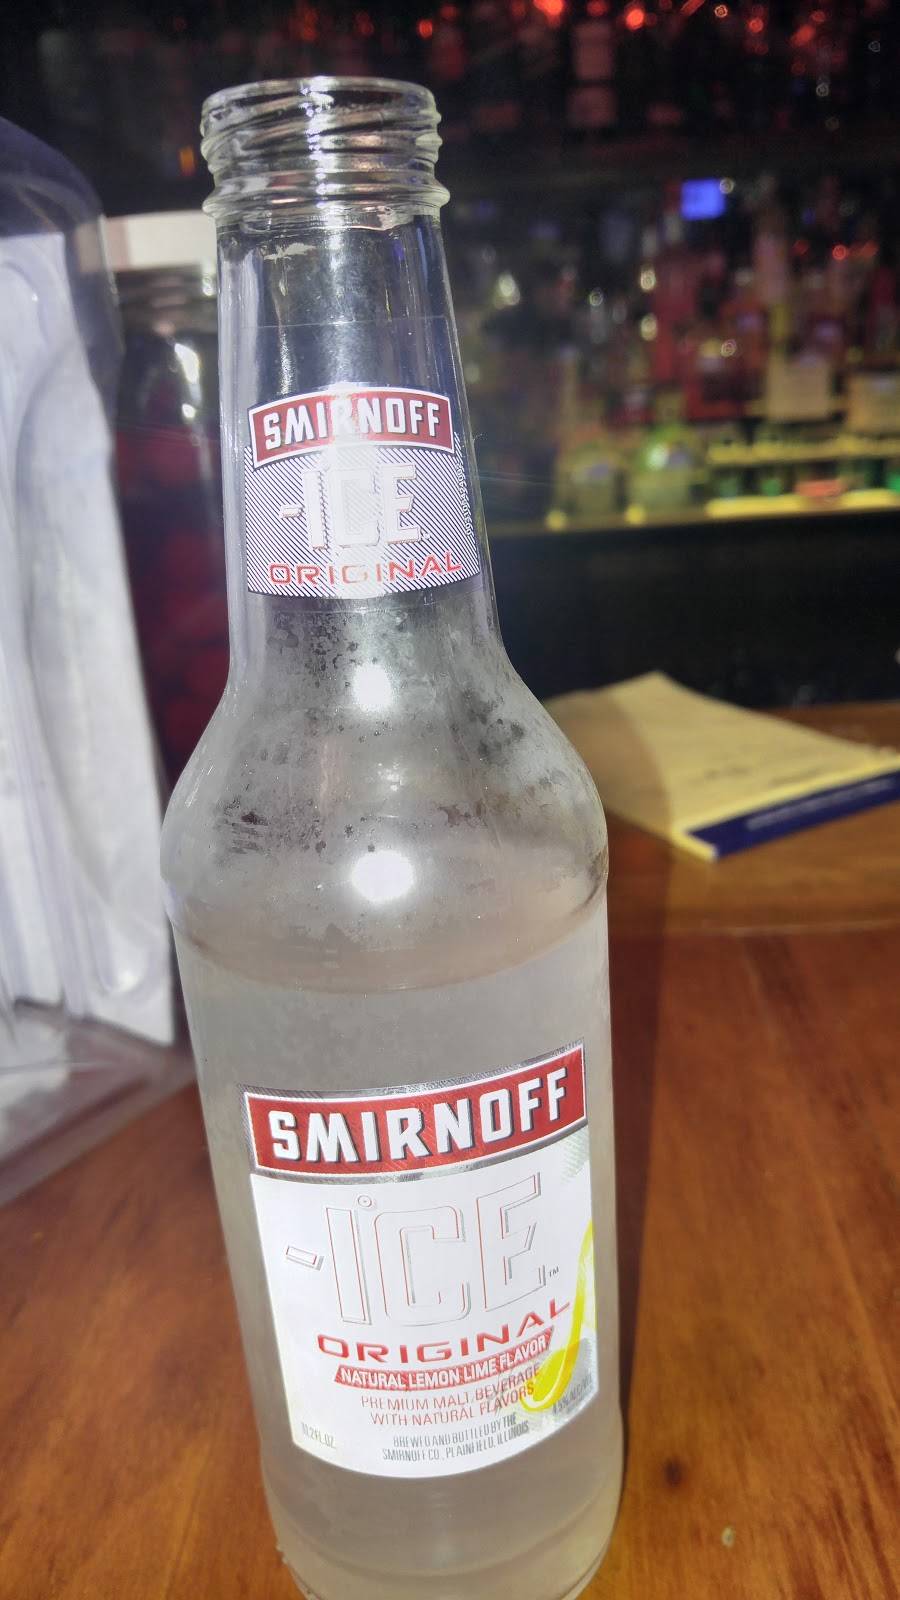 SMIRNOFF
-ICE
ORIGINAL
SMIRNOFF
-ICE™
ORIGINAL
NATURAL LEMON-LIME FLAVOR
PREMIUM MALT BEVERAGE
WITH NATURAL FLAVORS
BREWED AND BOTTLED BY THE
SMIRNOFF CO., PLAINFIELD, ILLINOIS